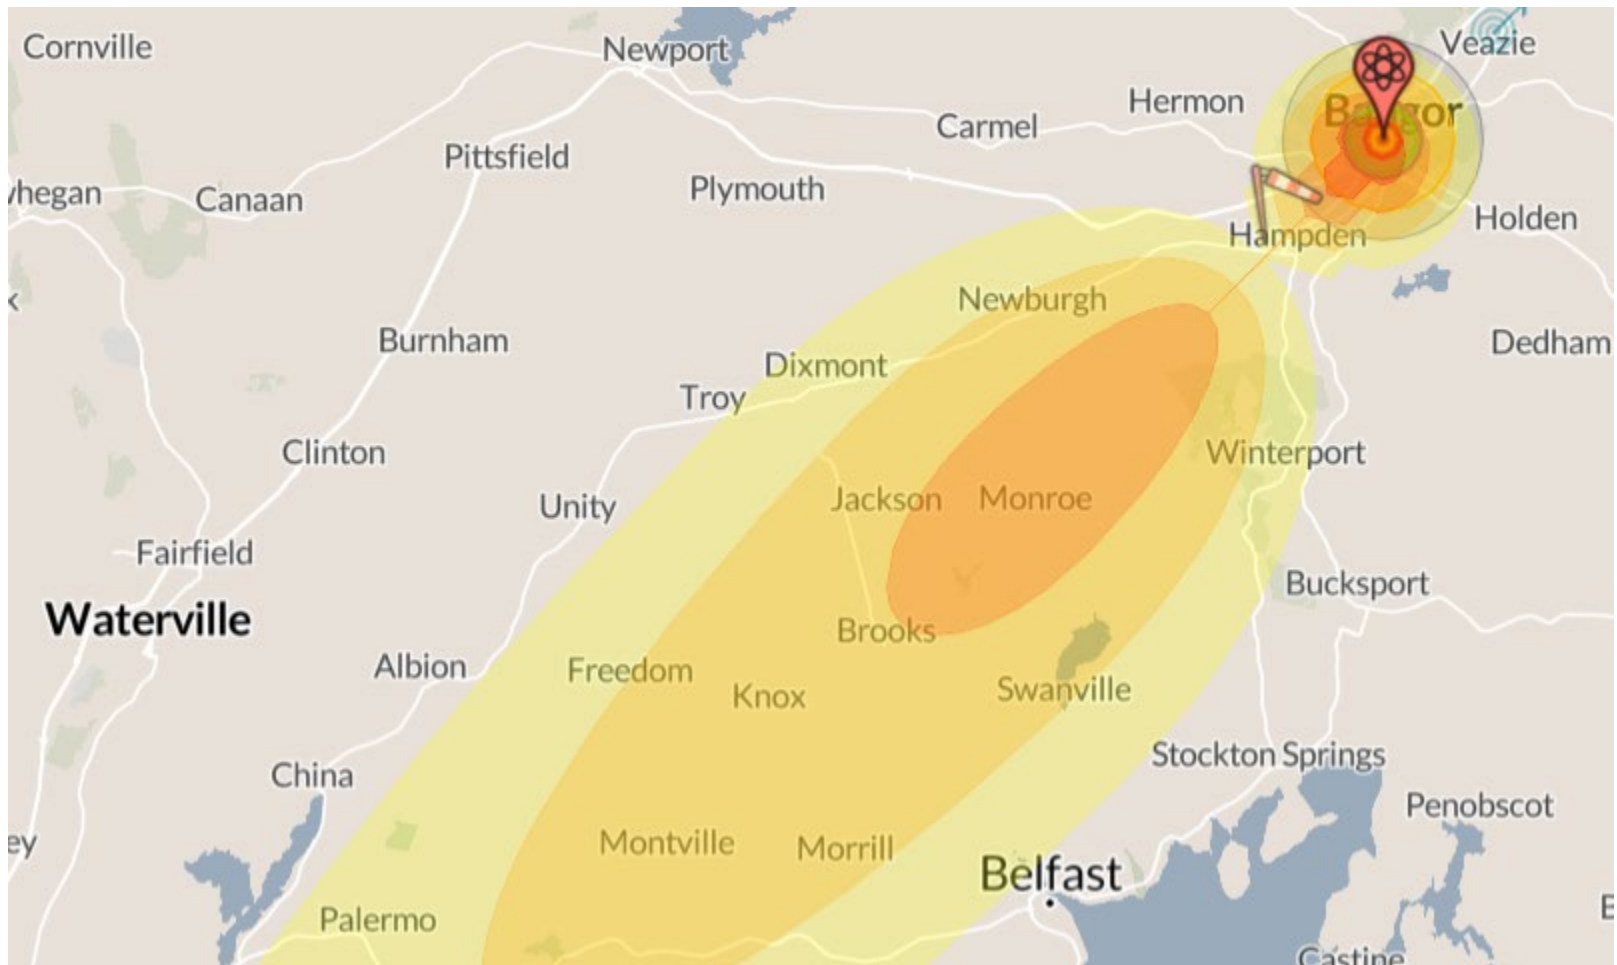 Cornville
Newport
Veazie
Hermon
Bangor
Carmel
Pittsfield
Plymouth
whegan
Canaan
Holden
Hampden
Newburgh
Burnham
Dedham
Dixmont
Troy
Clinton
Winterport
Jackson
Monroe
Unity
Fairfield
Bucksport
Waterville
Brooks
Albion
Freedom
Knox
Swanville
Stockton Springs
China
Penobscot
ey
Montville
Morrill
Belfast
Palermo
Castine